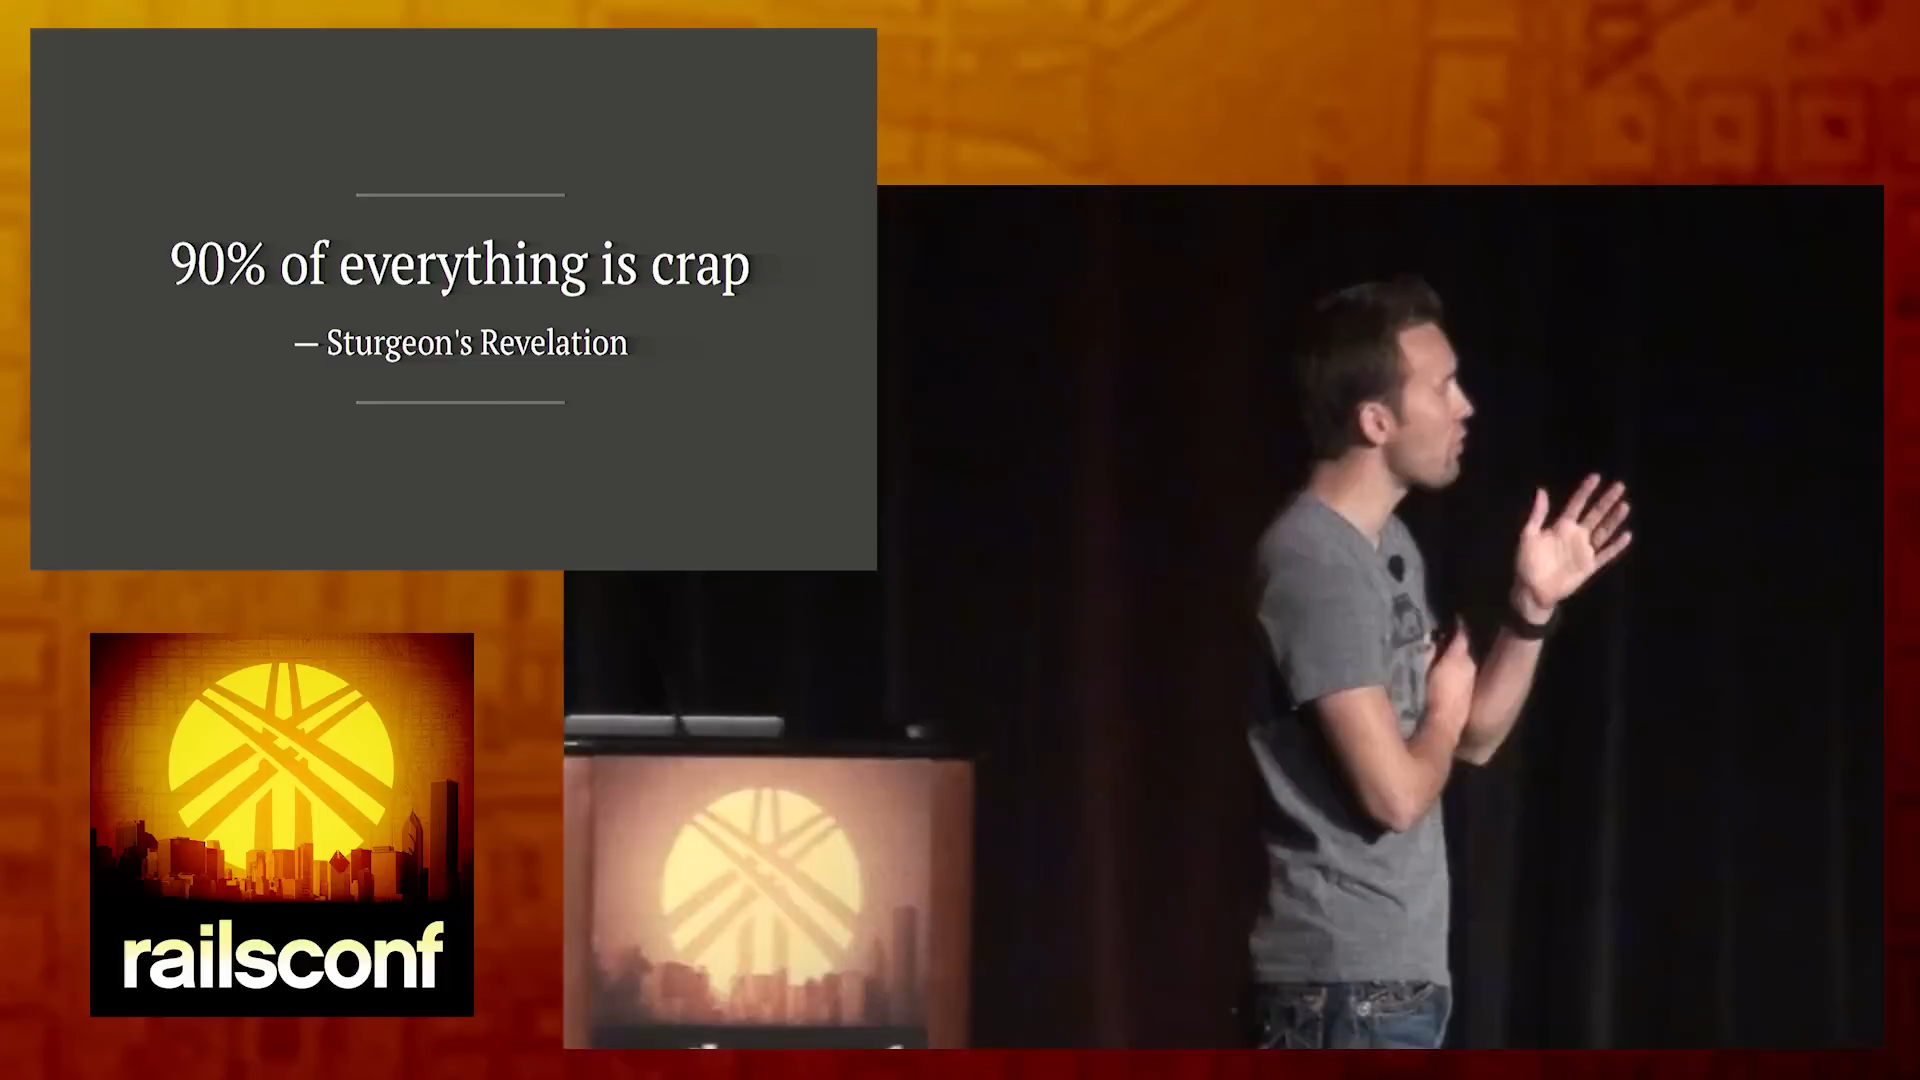 90% of everything is crap
— Sturgeon's Revelation
railsconf